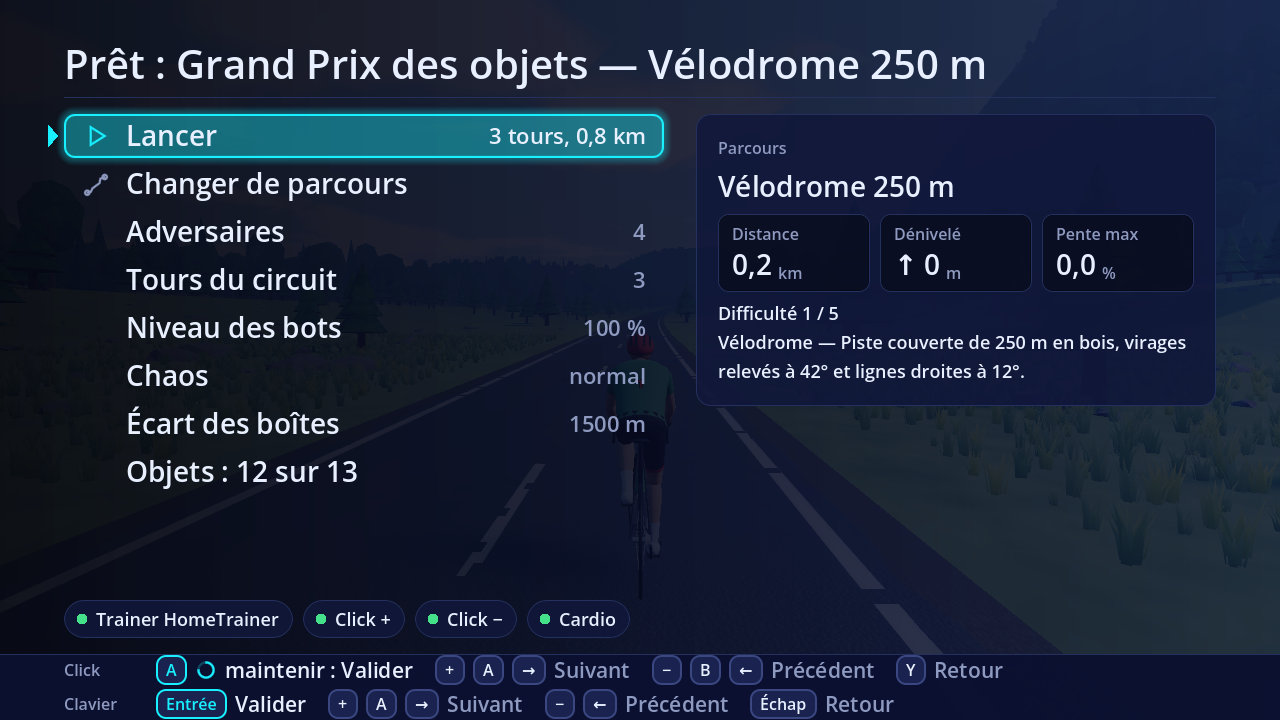 Prêt : Grand Prix des objets — Vélodrome 250 m
Lancer 3 tours, 0,8 km
Changer de parcours
Adversaires 4
Tours du circuit 3
Niveau des bots 100 %
Chaos normal
Écart des boîtes 1500 m
Objets : 12 sur 13
Parcours
Vélodrome 250 m
Distance Dénivelé Pente max
0,2 km ↑ 0 m 0,0 %
Difficulté 1 / 5
Vélodrome — Piste couverte de 250 m en bois, virages
relevés à 42° et lignes droites à 12°.
Trainer HomeTrainer Click + Click − Cardio
Click A maintenir : Valider + A → Suivant − B ← Précédent Y Retour
Clavier Entrée Valider + A → Suivant − ← Précédent Échap Retour